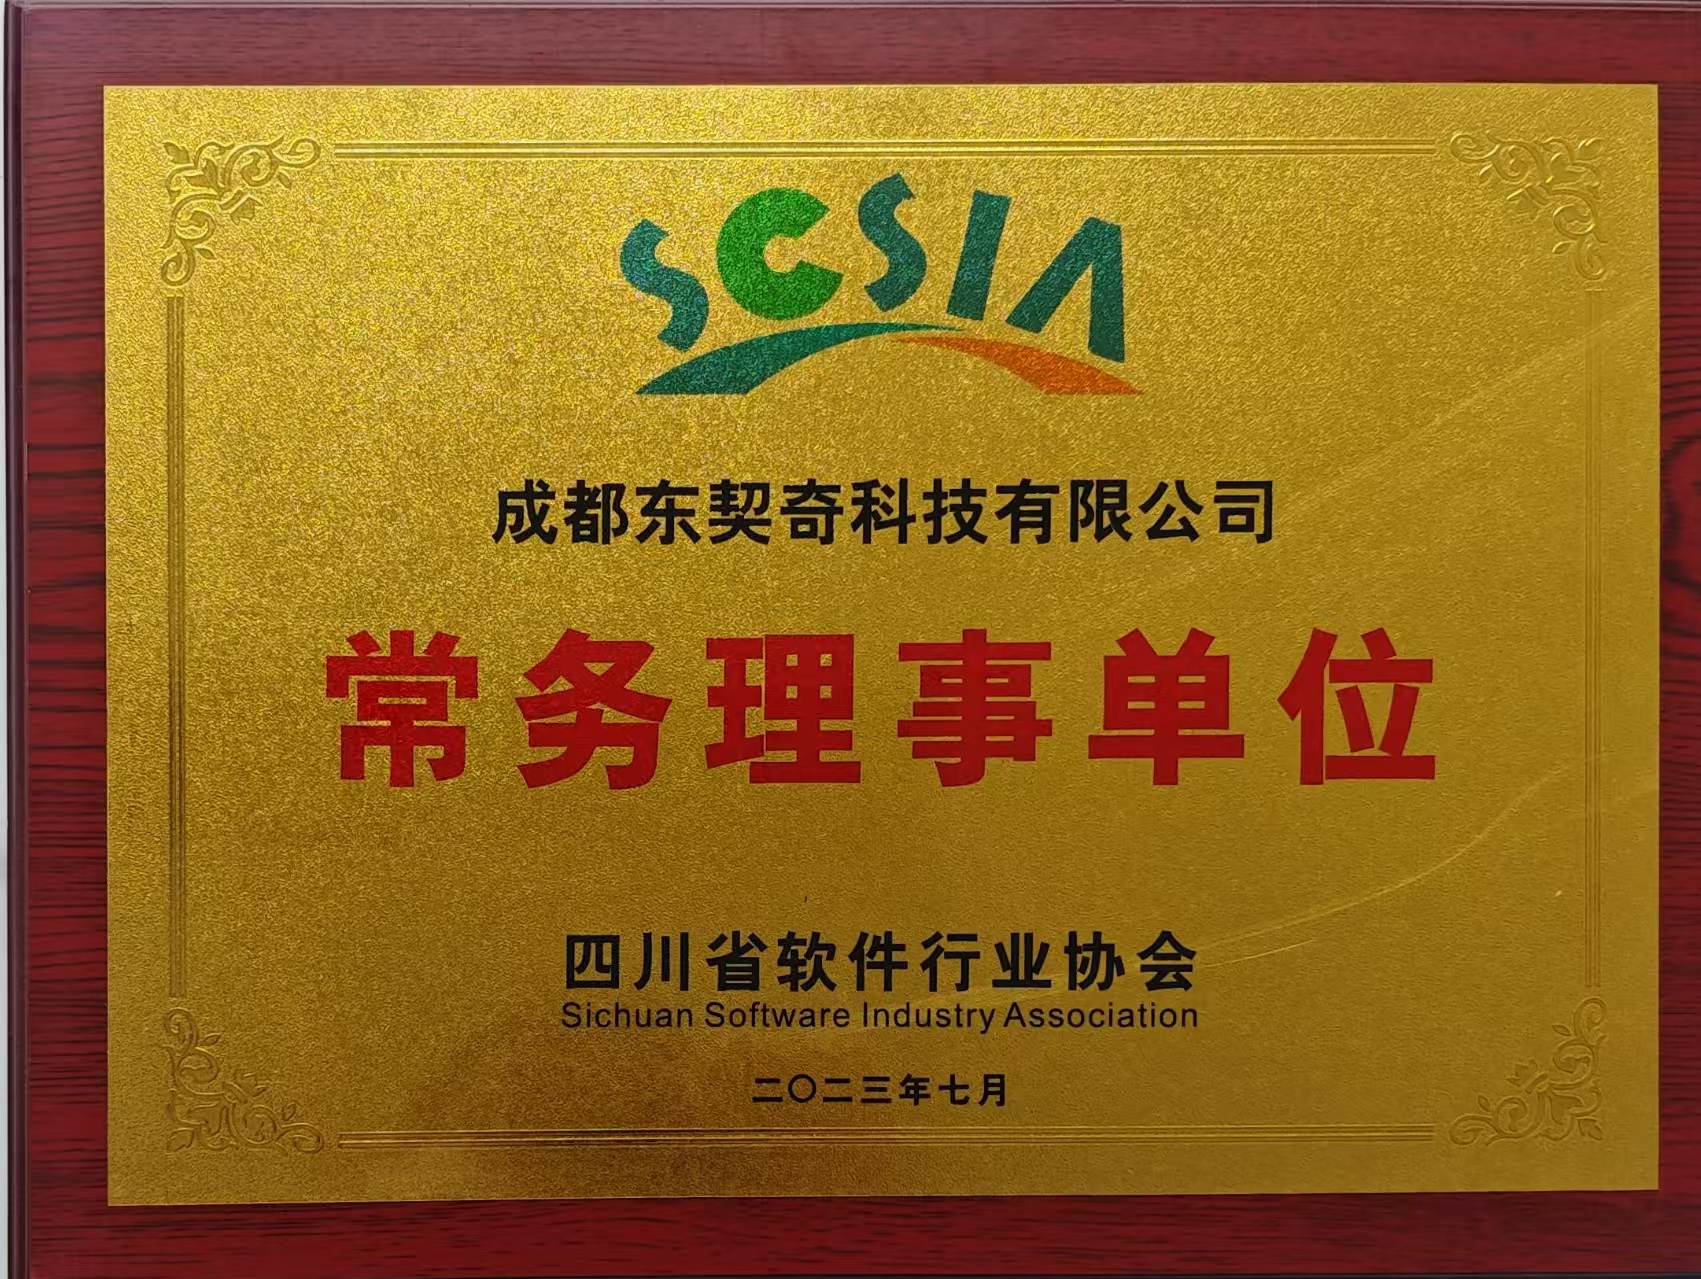 SCSIA
成都东契奇科技有限公司
常务理事单位
四川省软件行业协会
Sichuan Software Industry Association
二〇二三年七月